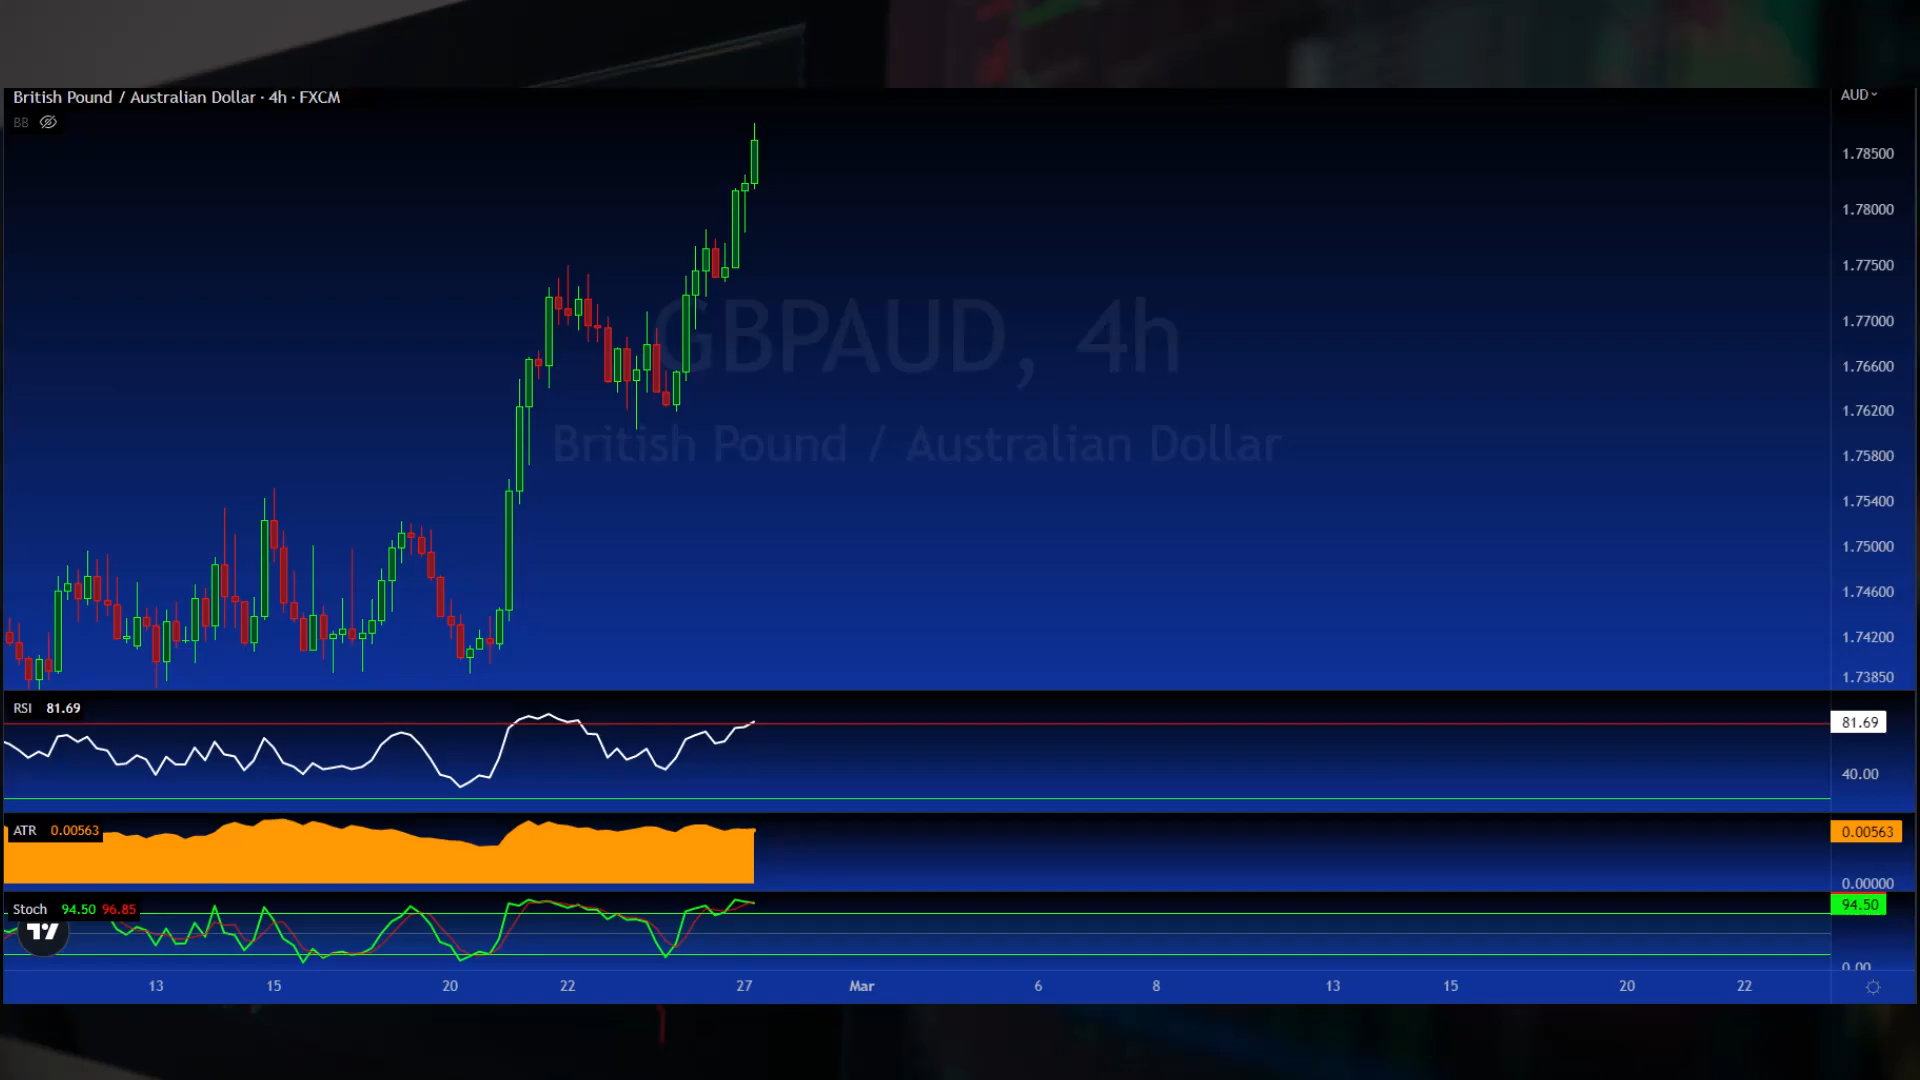 British Pound / Australian Dollar · 4h · FXCM
AUD
BB
1.78500
1.78000
1.77500
GBPAUD, 4h
1.77000
1.76600
1.76200
British Pound / Australian Dollar
1.75800
1.75400
1.75000
1.74600
1.74200
1.73850
RSI 81.69
81.69
40.00
ATR 0.00563
0.00563
0.00000
Stoch 94.50 96.85
94.50
0.00
13 15 20 22 27 Mar 6 8 13 15 20 22